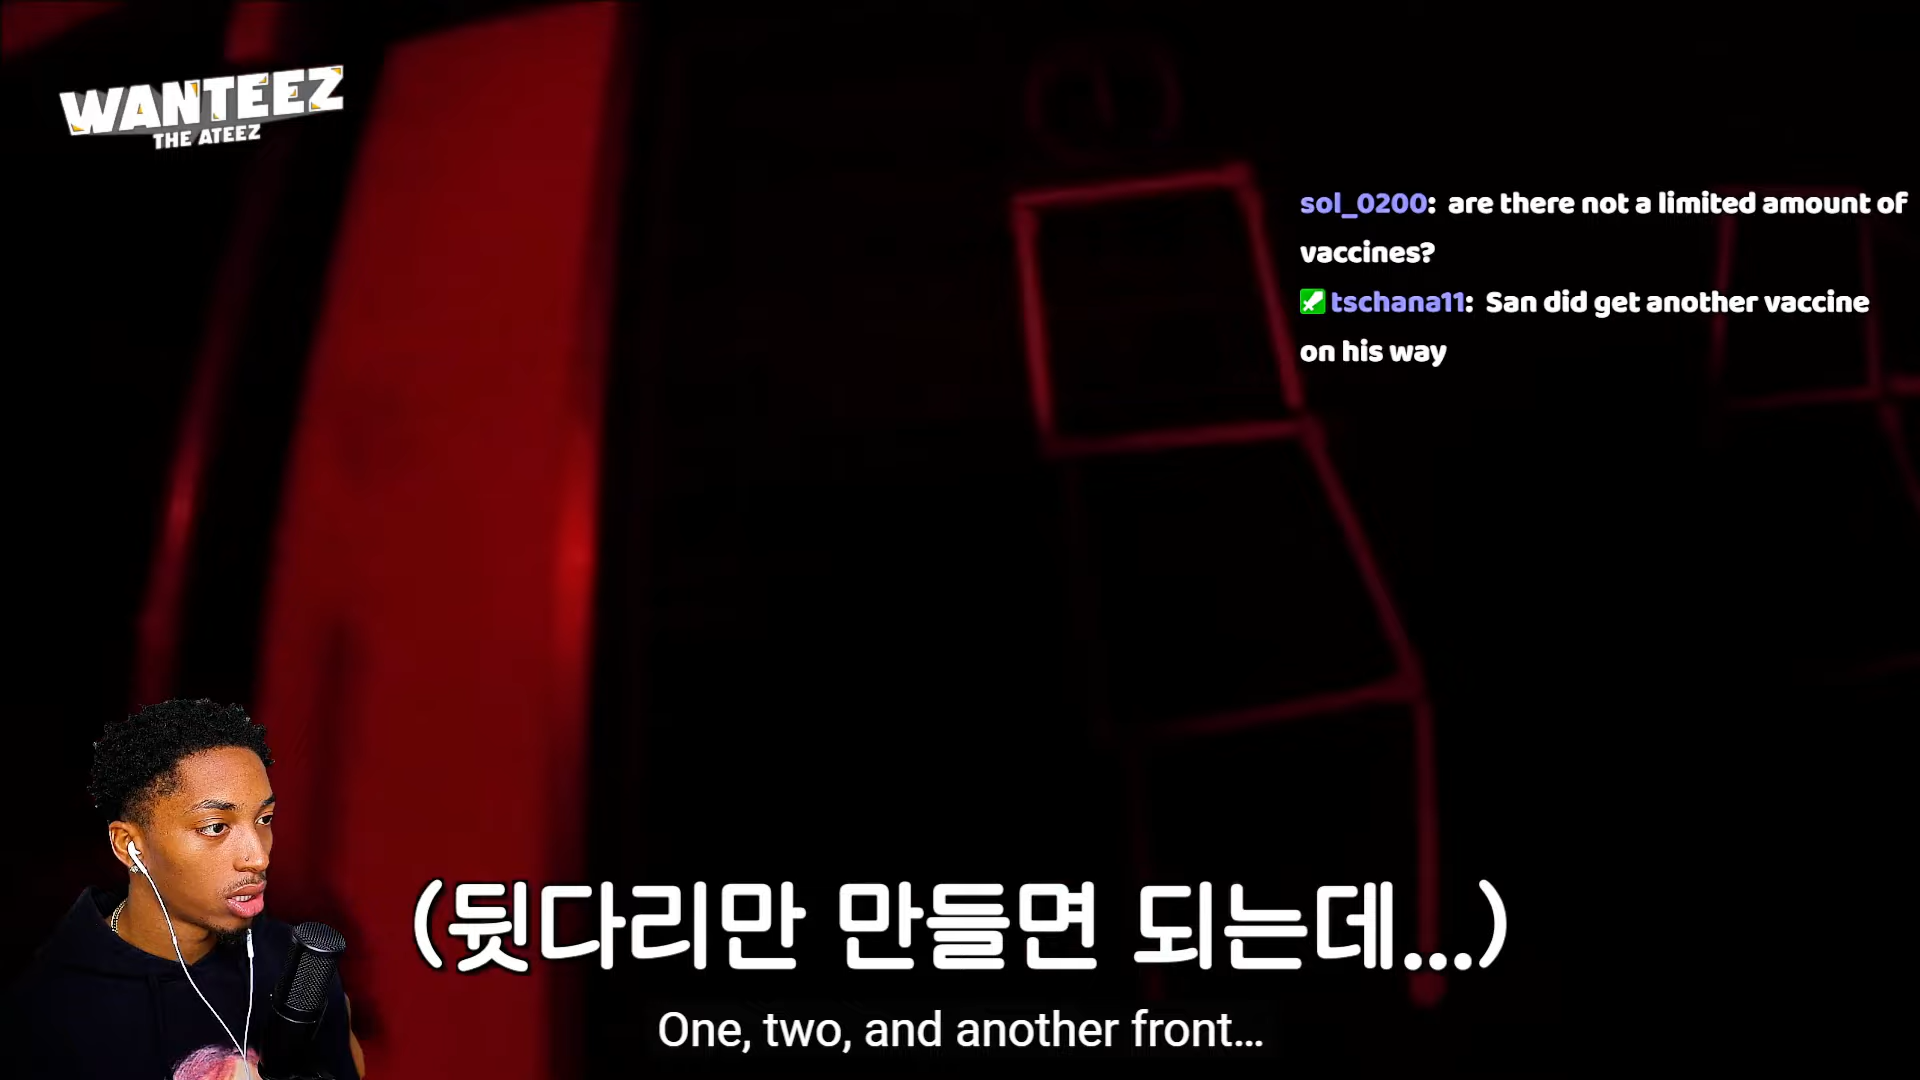 WANTEEZ
THE ATEEZ
sol_0200: are there not a limited amount of
vaccines?
tschana11: San did get another vaccine
on his way
(뒷다리만 만들면 되는데...)
One, two, and another front...